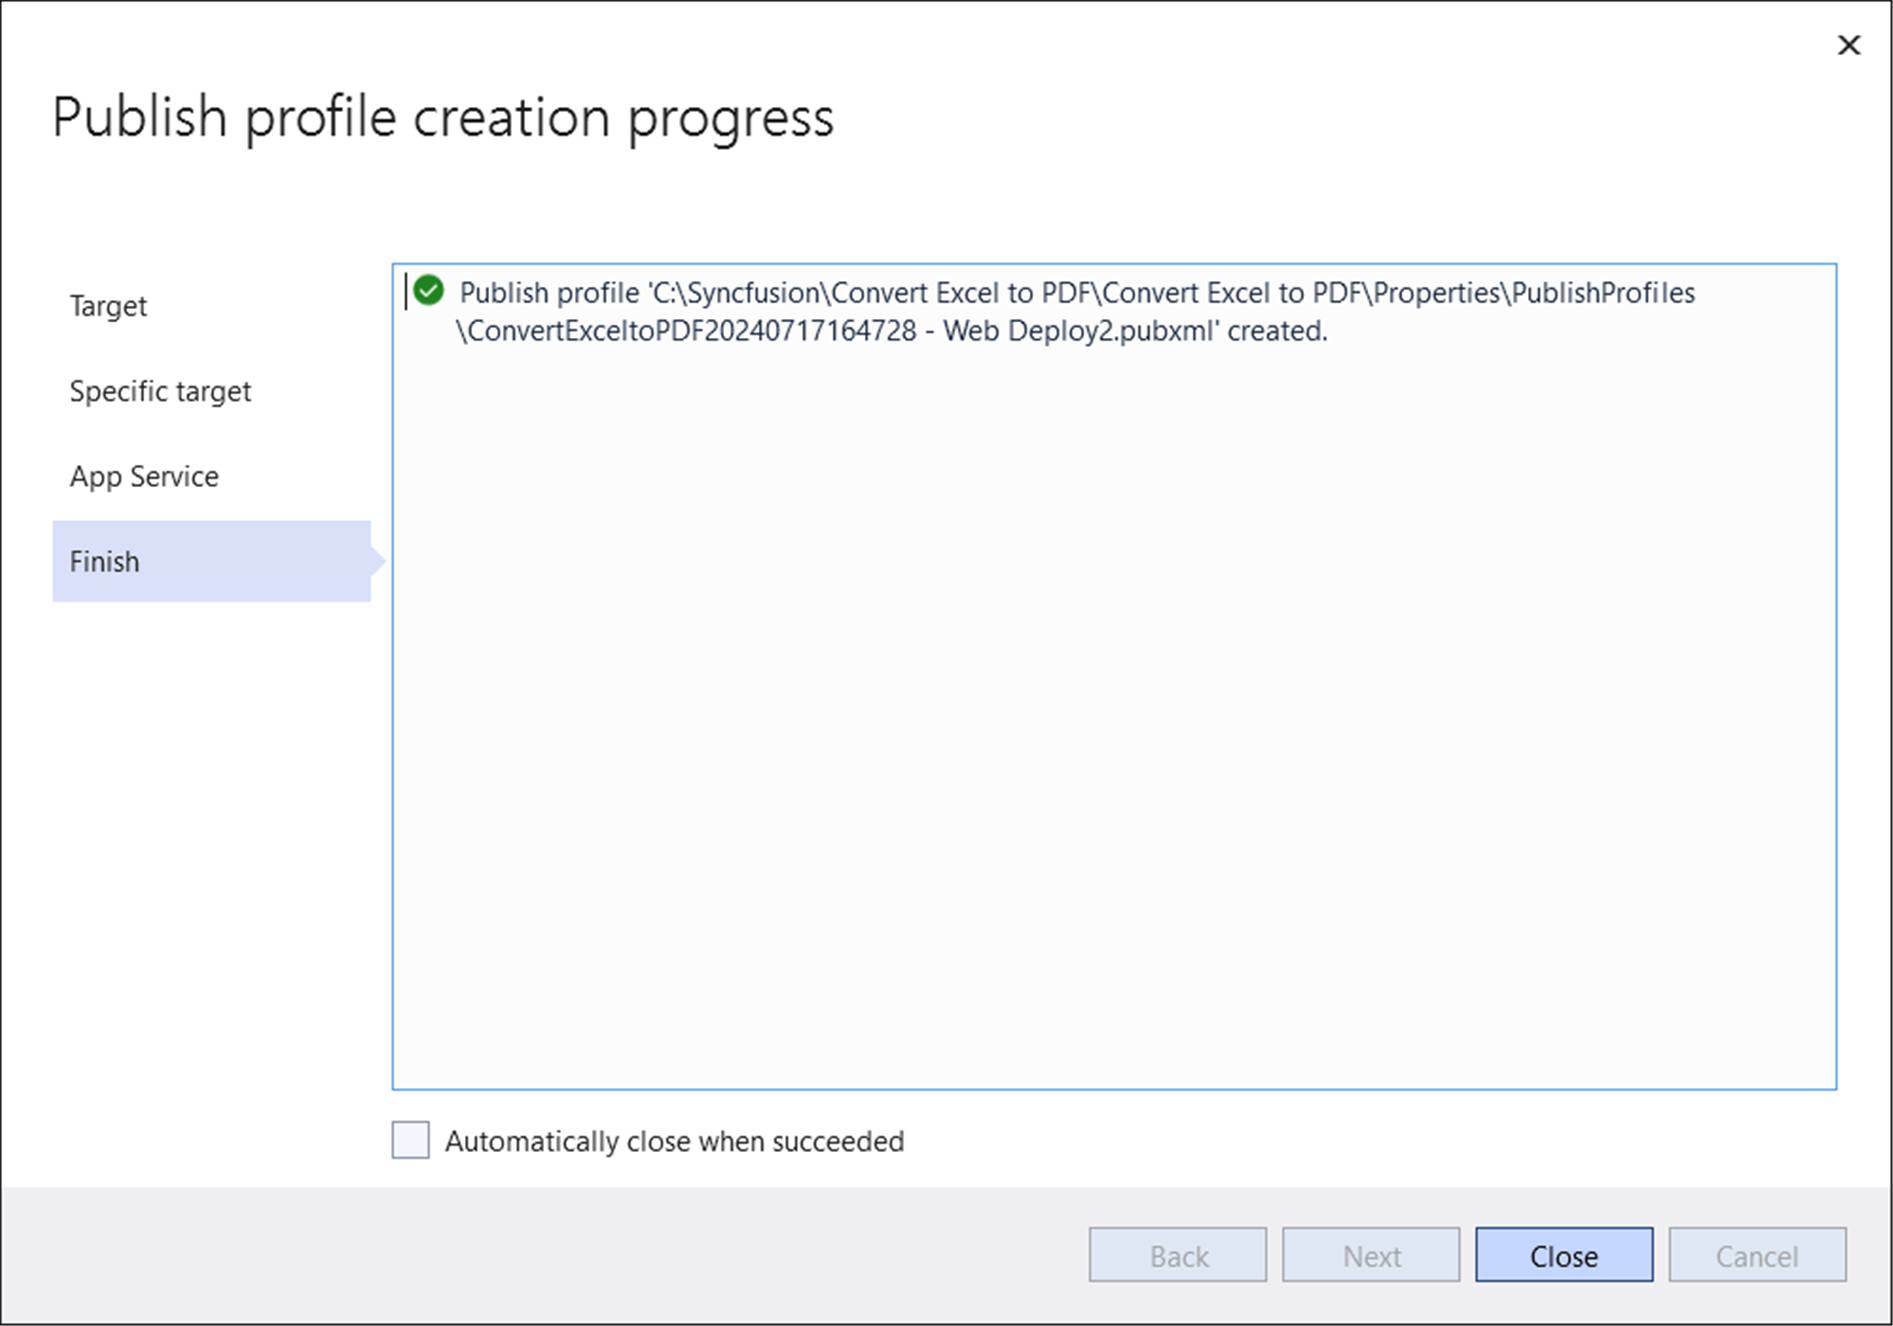 Publish profile creation progress
Target
Specific target
App Service
Finish
Publish profile 'C:\Syncfusion\Convert Excel to PDF\Convert Excel to PDF\Properties\PublishProfiles
\ConvertExceltoPDF20240717164728 - Web Deploy2.pubxml' created.
Automatically close when succeeded
Back
Next
Close
Cancel